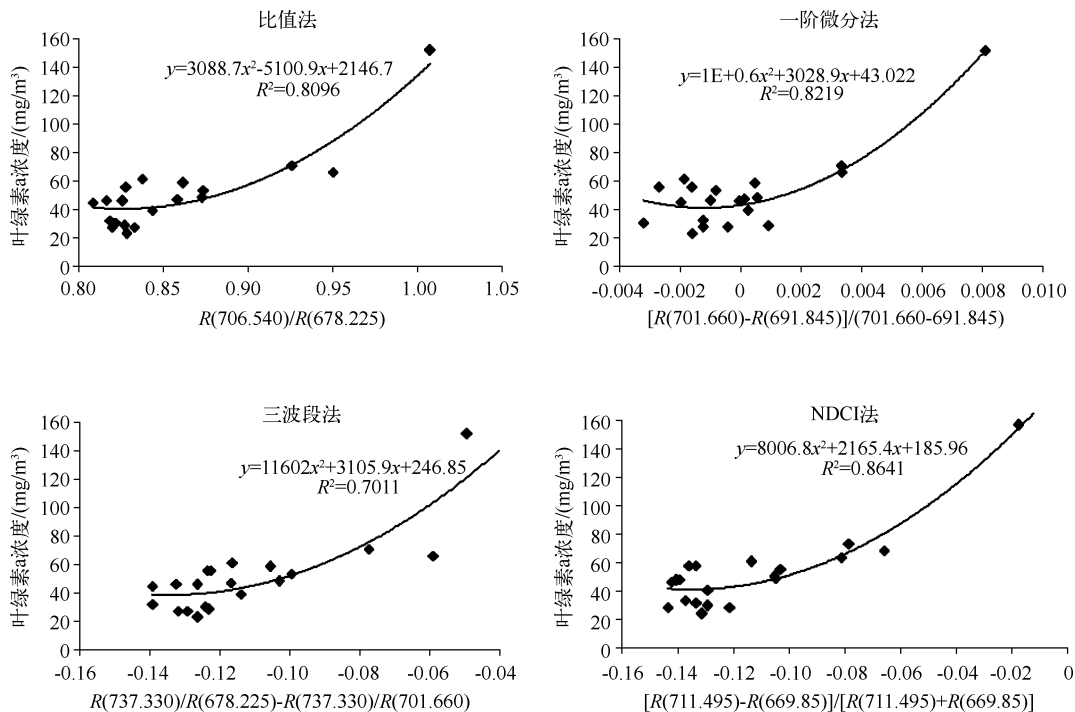 比值法
160
140
120
100
80
60
40
20
0
叶绿素a浓度/(mg/m³)
y=3088.7x²-5100.9x+2146.7
R²=0.8096
0.80 0.85 0.90 0.95 1.00 1.05
R(706.540)/R(678.225)
一阶微分法
160
140
120
100
80
60
40
20
0
叶绿素a浓度/(mg/m³)
y=1E+0.6x²+3028.9x+43.022
R²=0.8219
-0.004 -0.002 0 0.002 0.004 0.006 0.008 0.010
[R(701.660)-R(691.845)]/(701.660-691.845)
三波段法
160
140
120
100
80
60
40
20
0
叶绿素a浓度/(mg/m³)
y=11602x²+3105.9x+246.85
R²=0.7011
-0.16 -0.14 -0.12 -0.10 -0.08 -0.06 -0.04
R(737.330)/R(678.225)-R(737.330)/R(701.660)
NDCI法
160
140
120
100
80
60
40
20
0
叶绿素a浓度/(mg/m³)
y=8006.8x²+2165.4x+185.96
R²=0.8641
-0.16 -0.14 -0.12 -0.10 -0.08 -0.06 -0.04 -0.02 0
[R(711.495)-R(669.85)]/[R(711.495)+R(669.85)]